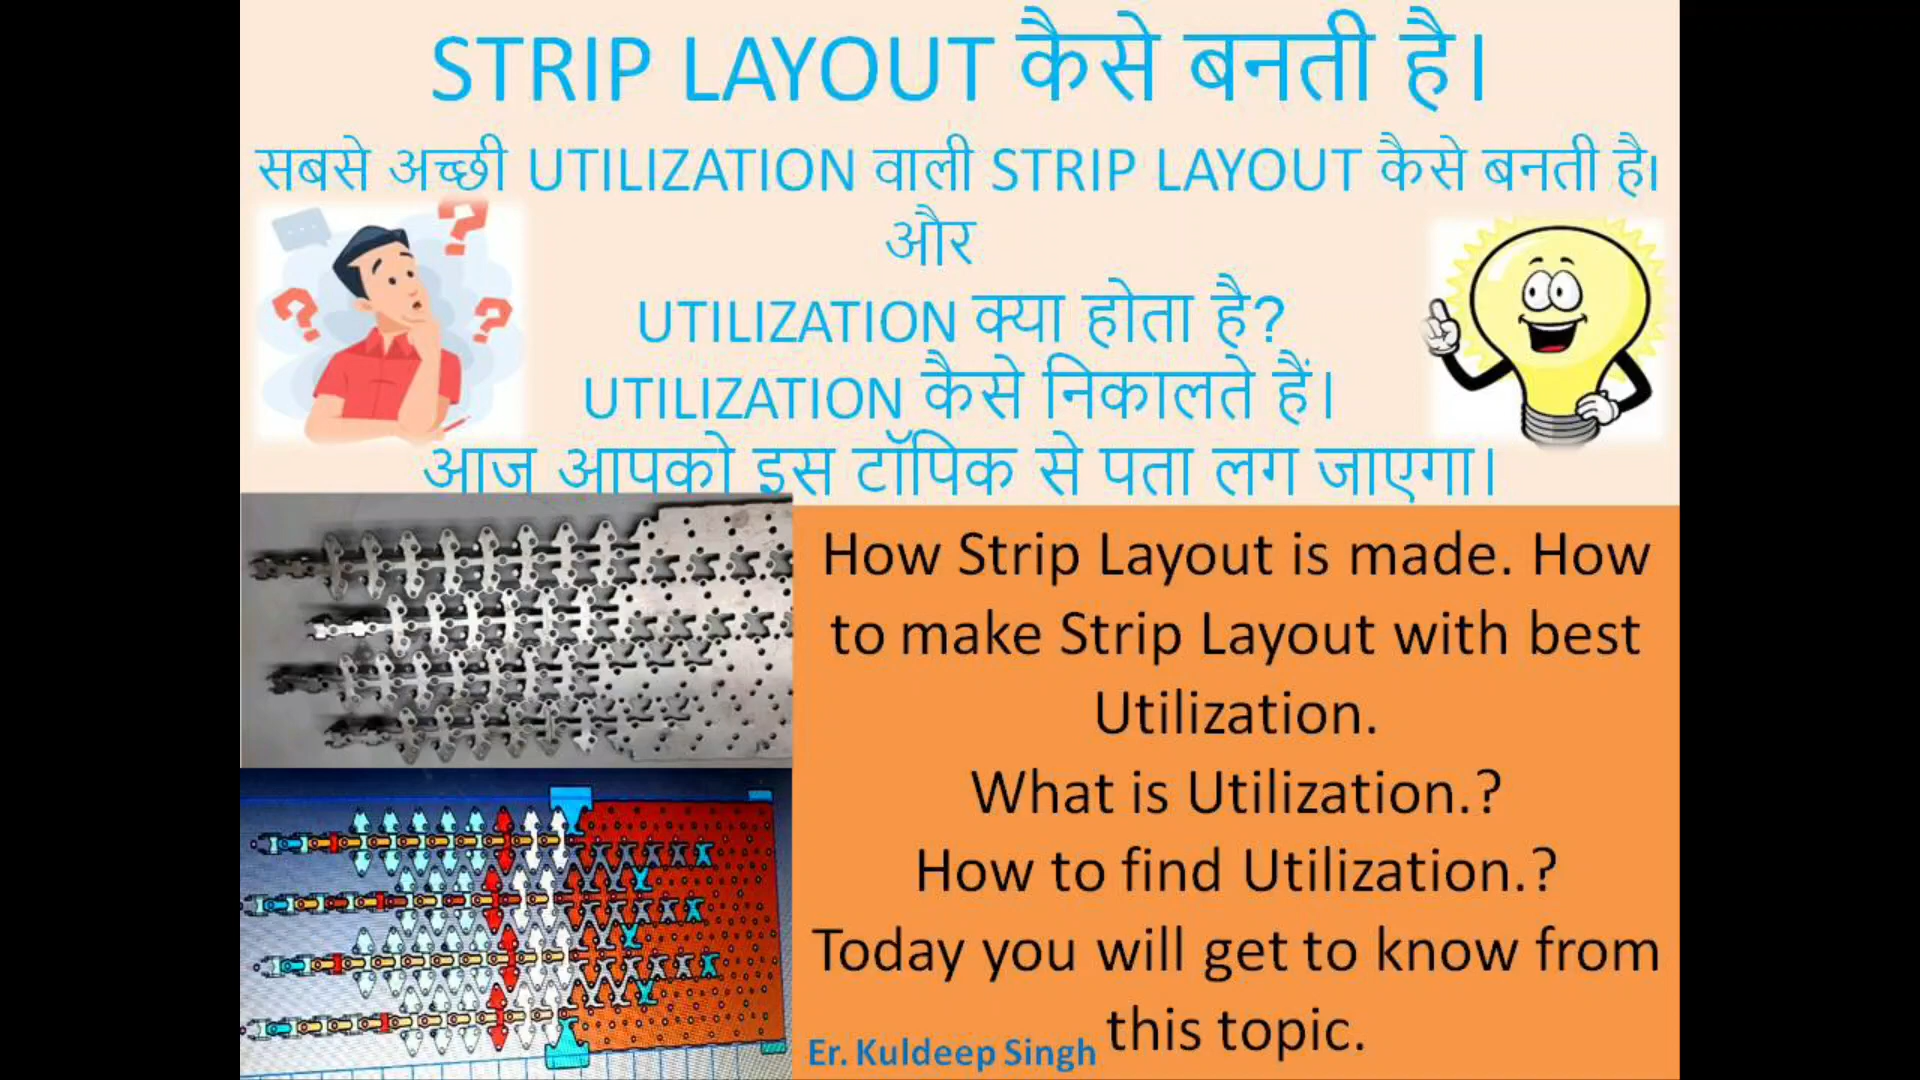 STRIP LAYOUT कैसे बनती है।
सबसे अच्छी UTILIZATION वाली STRIP LAYOUT कैसे बनती है।
और
UTILIZATION क्या होता है?
UTILIZATION कैसे निकालते हैं।
आज आपको इस टॉपिक से पता लग जाएगा।
How Strip Layout is made. How
to make Strip Layout with best
Utilization.
What is Utilization.?
How to find Utilization.?
Today you will get to know from
this topic.
Er. Kuldeep Singh